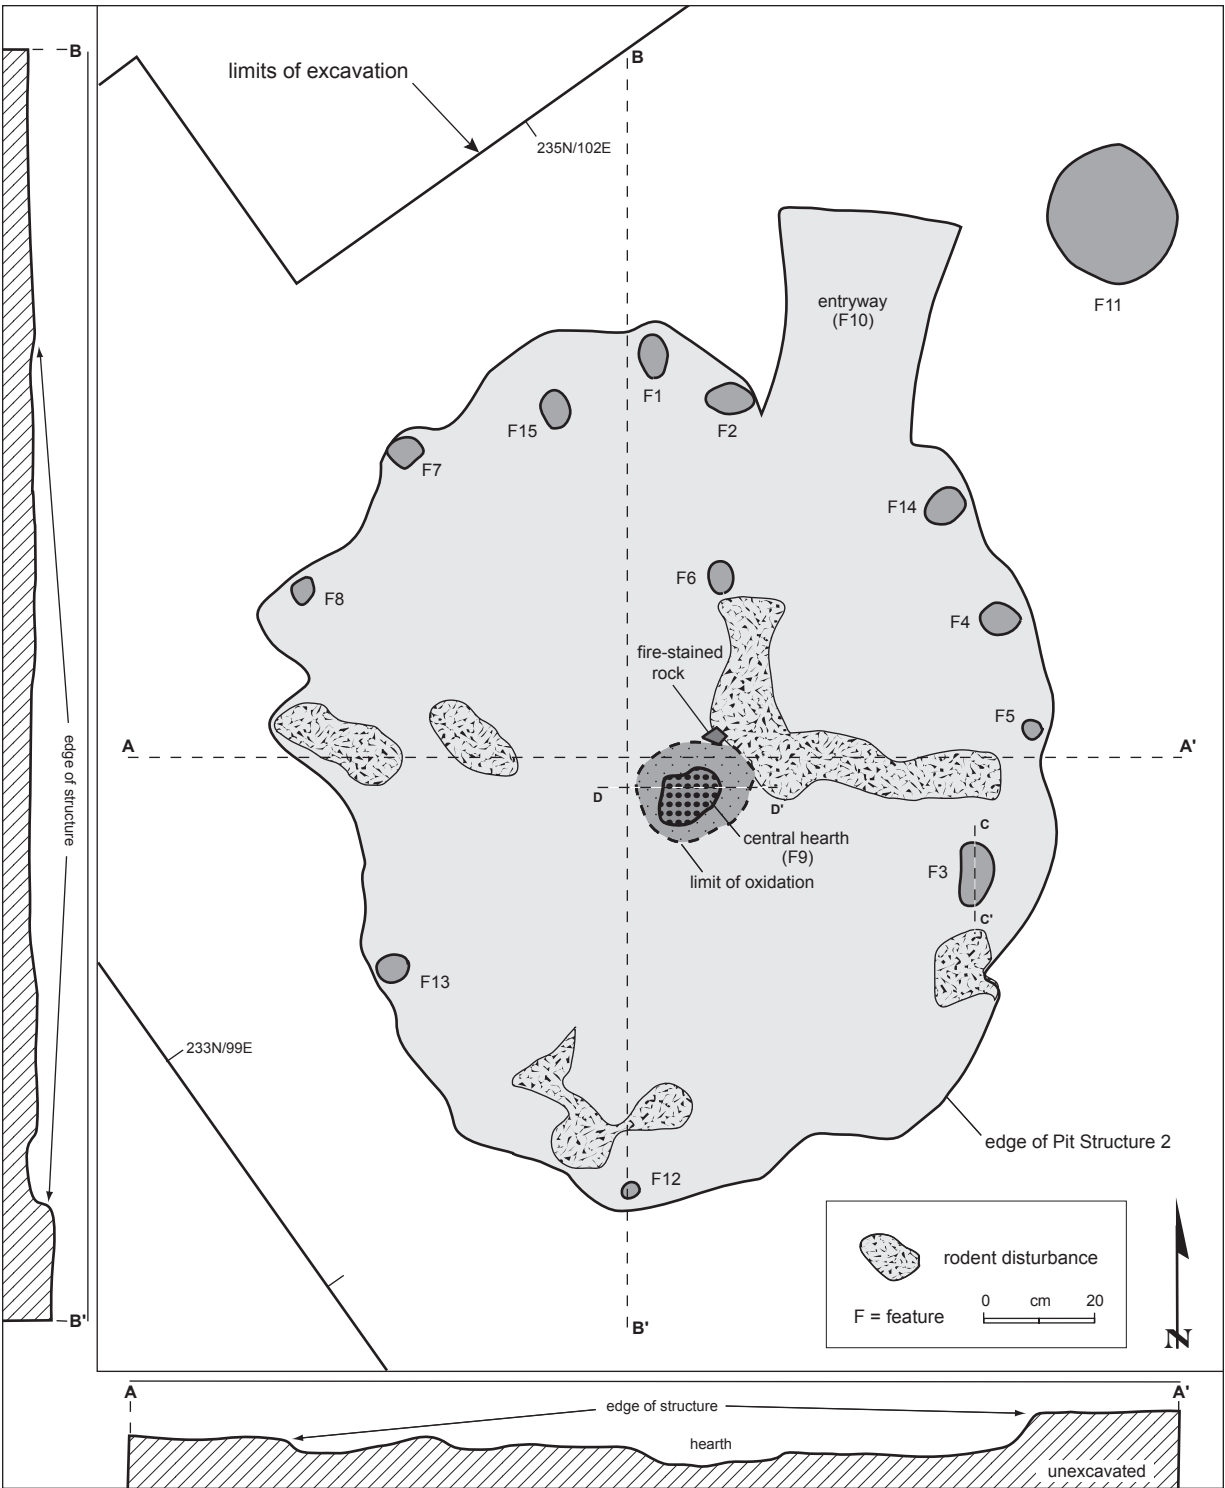 B
B
limits of excavation
235N/102E
F11
entryway
(F10)
F1
F15
F2
F7
F14
F6
F8
F4
fire-stained
rock
F5
edge of structure
A
A'
D
D'
C
central hearth
(F9)
F3
limit of oxidation
C'
F13
233N/99E
edge of Pit Structure 2
F12
rodent disturbance
0 cm 20
F = feature
B'
B'
N
A
A'
edge of structure
hearth
unexcavated